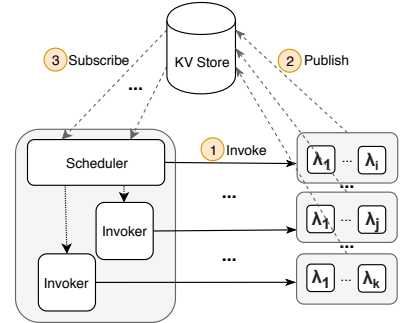 KV Store
3 Subscribe
2 Publish
...
1 Invoke
Scheduler
λ1 ... λi
...
...
Invoker
λ1 ... λj
...
...
Invoker
λ1 ... λk